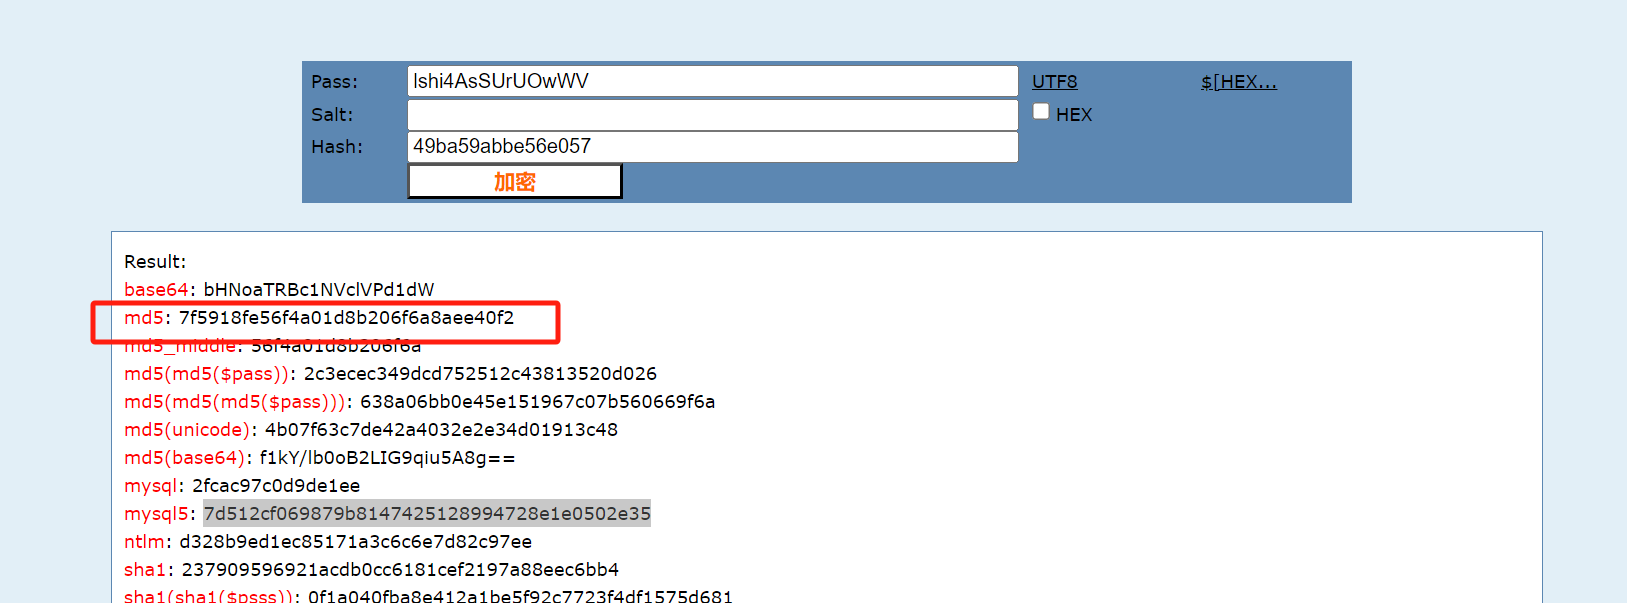 Pass: lshi4AsSUrUOwWV UTF8 $[HEX...
Salt: HEX
Hash: 49ba59abbe56e057
加密
Result:
base64: bHNoaTRBc1NVclVPd1dW
md5: 7f5918fe56f4a01d8b206f6a8aee40f2
md5_middle: 56f4a01d8b206f6a
md5(md5($pass)): 2c3ecec349dcd752512c43813520d026
md5(md5(md5($pass))): 638a06bb0e45e151967c07b560669f6a
md5(unicode): 4b07f63c7de42a4032e2e34d01913c48
md5(base64): f1kY/lb0oB2LIG9qiu5A8g==
mysql: 2fcac97c0d9de1ee
mysql5: 7d512cf069879b8147425128994728e1e0502e35
ntlm: d328b9ed1ec85171a3c6c6e7d82c97ee
sha1: 237909596921acdb0cc6181cef2197a88eec6bb4
sha1(sha1($psss)): 0f1a040fba8e412a1be5f92c7723f4df1575d681